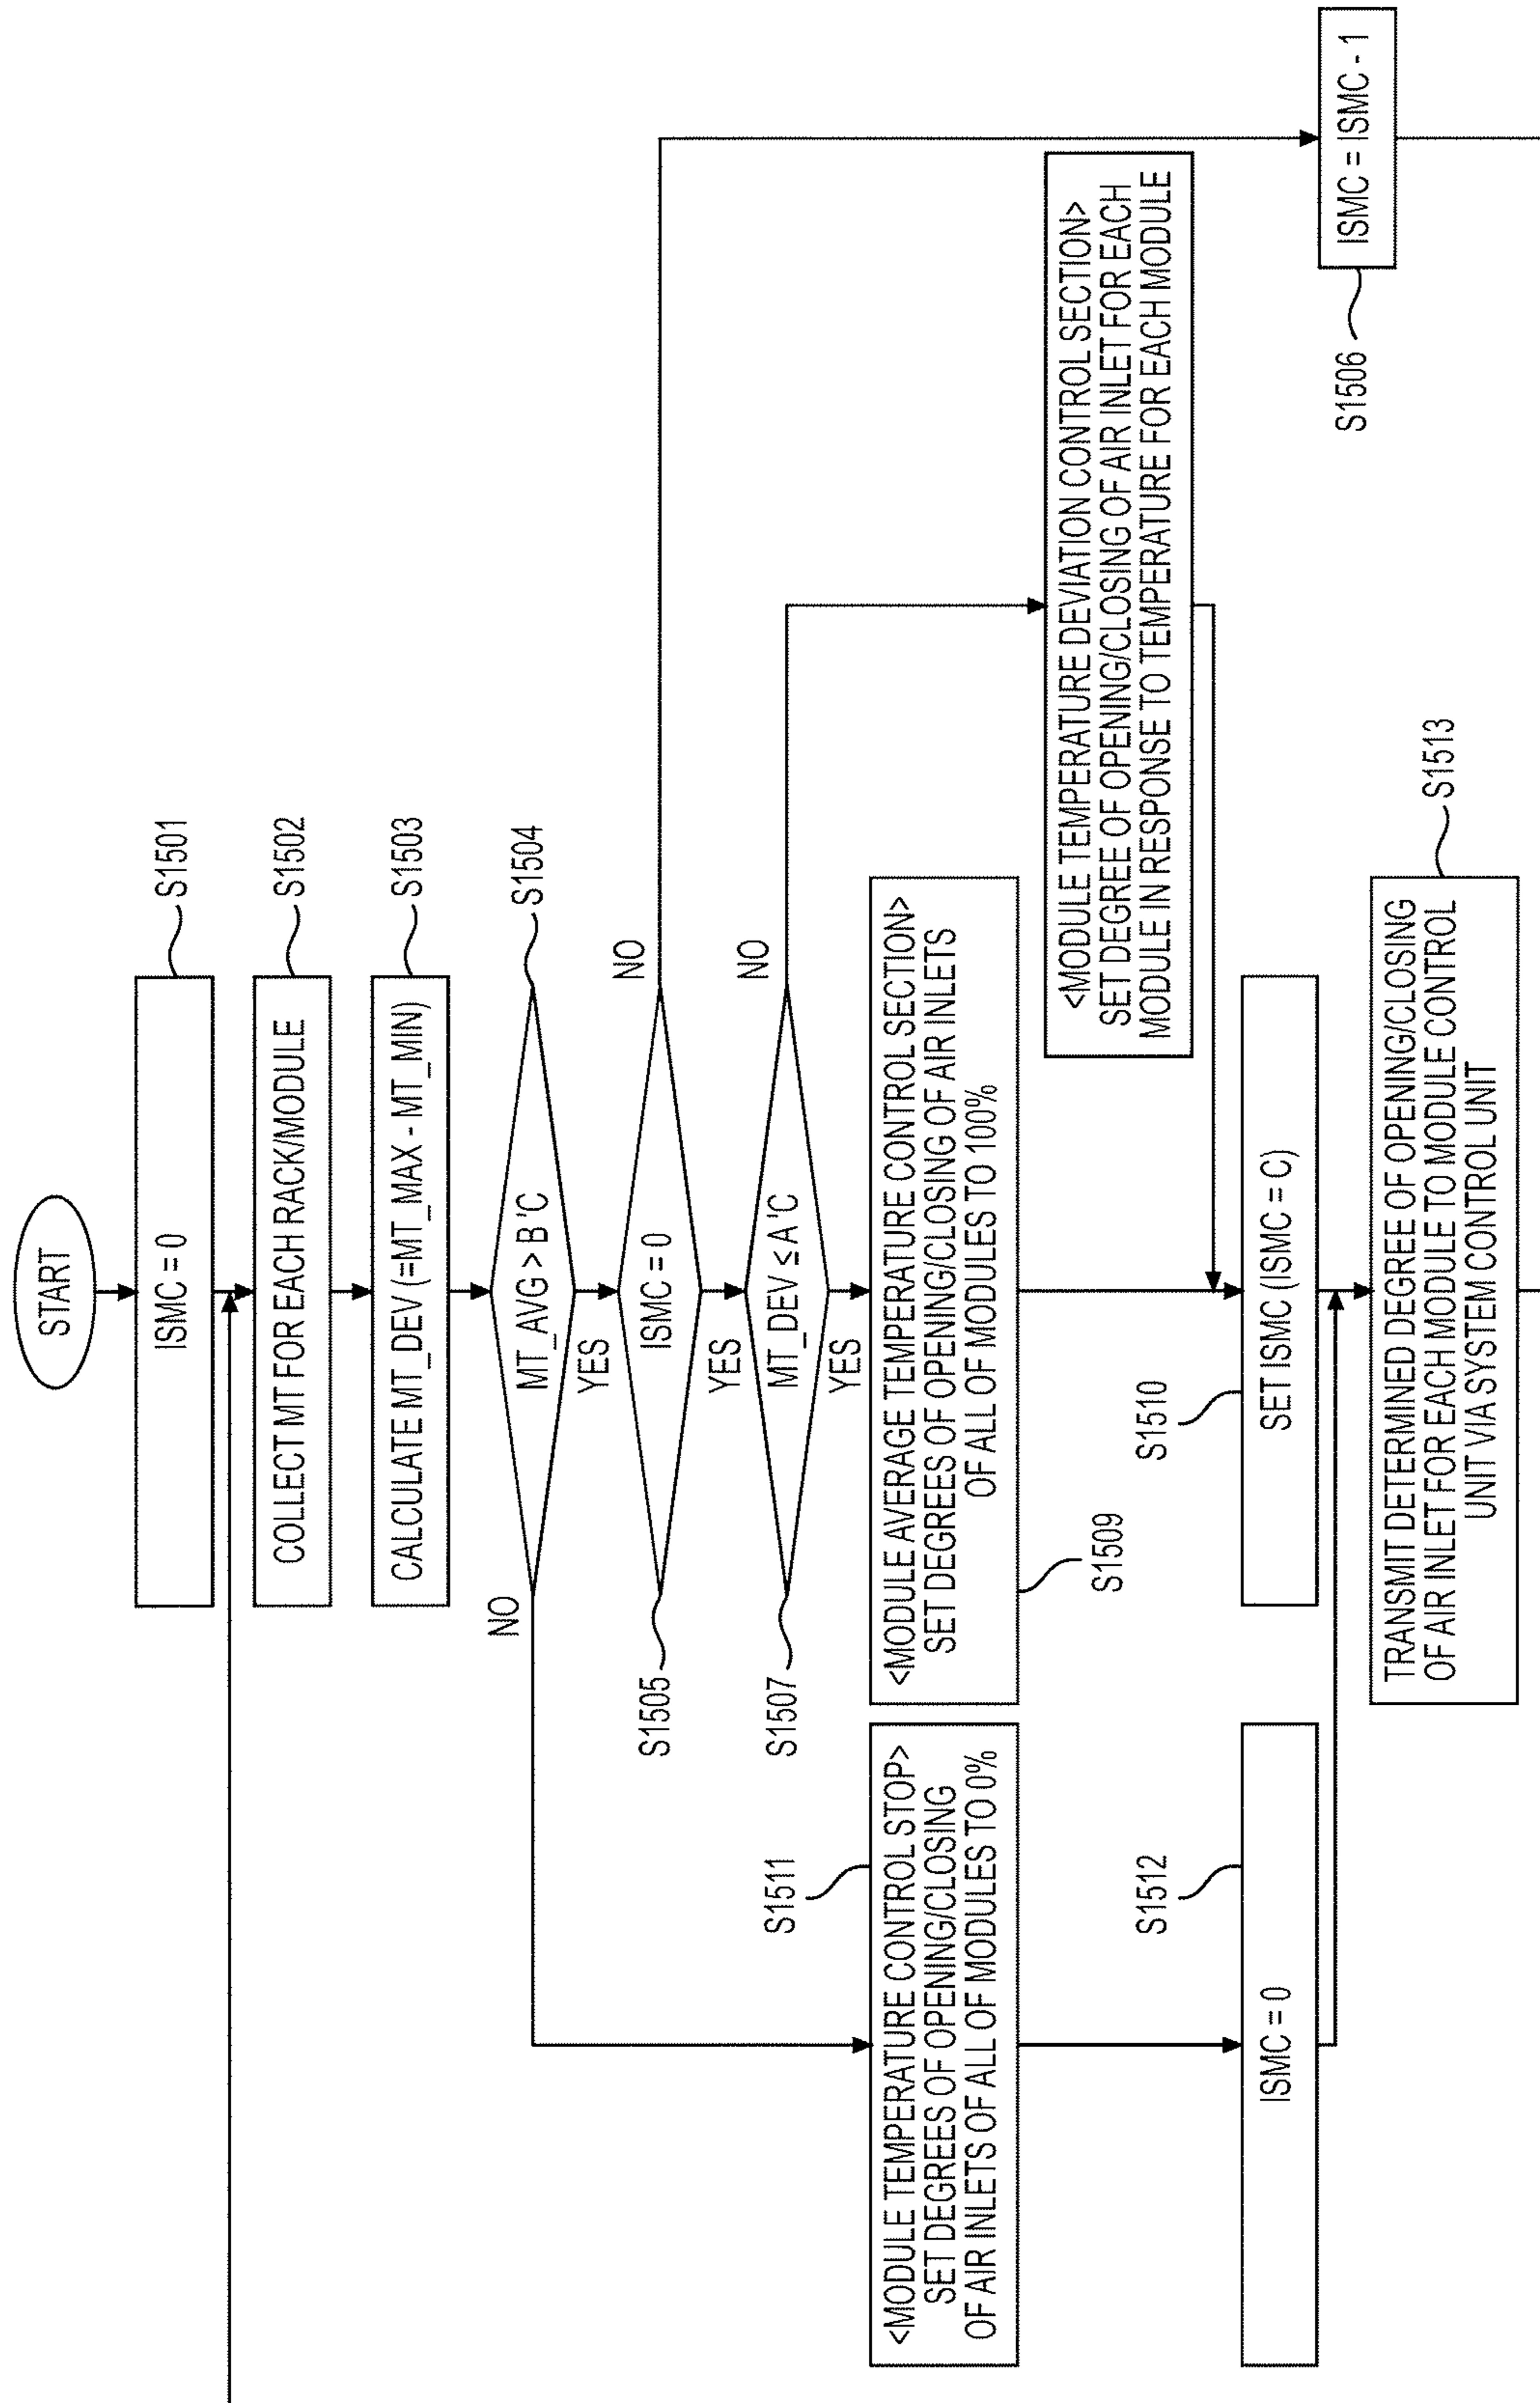 START
ISMC = 0
S1501
COLLECT MT FOR EACH RACK/MODULE
S1502
CALCULATE MT_DEV (=MT_MAX - MT_MIN)
S1503
MT_AVG > B 'C
S1504
NO
YES
ISMC = 0
S1505
NO
YES
MT_DEV ≤ A 'C
S1507
NO
YES
<MODULE TEMPERATURE CONTROL STOP>
SET DEGREES OF OPENING/CLOSING
OF AIR INLETS OF ALL OF MODULES TO 0%
S1511
<MODULE AVERAGE TEMPERATURE CONTROL SECTION>
SET DEGREES OF OPENING/CLOSING OF AIR INLETS
OF ALL OF MODULES TO 100%
S1509
<MODULE TEMPERATURE DEVIATION CONTROL SECTION>
SET DEGREE OF OPENING/CLOSING OF AIR INLET FOR EACH
MODULE IN RESPONSE TO TEMPERATURE FOR EACH MODULE
ISMC = 0
S1512
SET ISMC (ISMC = C)
S1510
ISMC = ISMC - 1
S1506
TRANSMIT DETERMINED DEGREE OF OPENING/CLOSING
OF AIR INLET FOR EACH MODULE TO MODULE CONTROL
UNIT VIA SYSTEM CONTROL UNIT
S1513